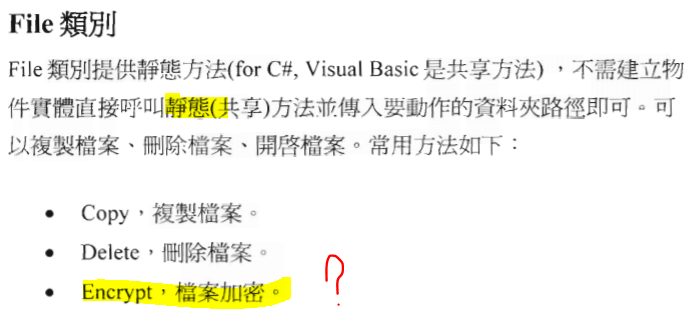 File 類別
File 類別提供靜態方法(for C#, Visual Basic 是共享方法) ，不需建立物
件實體直接呼叫靜態(共享)方法並傳入要動作的資料夾路徑即可。可
以複製檔案、刪除檔案、開啓檔案。常用方法如下：
• Copy，複製檔案。
• Delete，刪除檔案。
• Encrypt，檔案加密。 ?